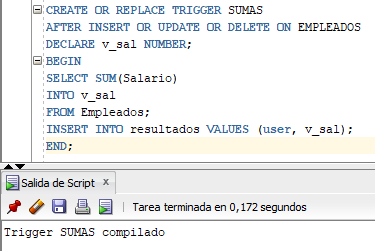 CREATE OR REPLACE TRIGGER SUMAS
AFTER INSERT OR UPDATE OR DELETE ON EMPLEADOS
DECLARE v_sal NUMBER;
BEGIN
SELECT SUM(Salario)
INTO v_sal
FROM Empleados;
INSERT INTO resultados VALUES (user, v_sal);
END;
Salida de Script x
Tarea terminada en 0,172 segundos
Trigger SUMAS compilado